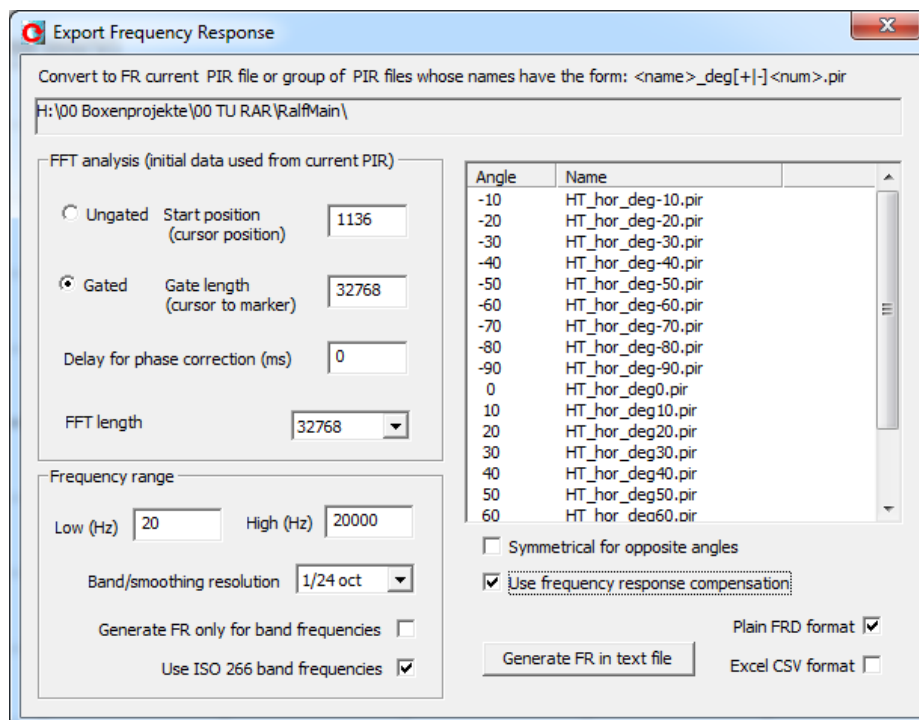 Export Frequency Response
Convert to FR current PIR file or group of PIR files whose names have the form: <name>_deg[+|-]<num>.pir
H:\00 Boxenprojekte\00 TU RAR\RalfMain\
FFT analysis (initial data used from current PIR)
Ungated Start position 1136
(cursor position)
Gated Gate length 32768
(cursor to marker)
Delay for phase correction (ms) 0
FFT length 32768
Frequency range
Low (Hz) 20 High (Hz) 20000
Band/smoothing resolution 1/24 oct
Generate FR only for band frequencies
Use ISO 266 band frequencies
Angle Name
-10 HT_hor_deg-10.pir
-20 HT_hor_deg-20.pir
-30 HT_hor_deg-30.pir
-40 HT_hor_deg-40.pir
-50 HT_hor_deg-50.pir
-60 HT_hor_deg-60.pir
-70 HT_hor_deg-70.pir
-80 HT_hor_deg-80.pir
-90 HT_hor_deg-90.pir
0 HT_hor_deg0.pir
10 HT_hor_deg10.pir
20 HT_hor_deg20.pir
30 HT_hor_deg30.pir
40 HT_hor_deg40.pir
50 HT_hor_deg50.pir
60 HT_hor_deg60.pir
Symmetrical for opposite angles
Use frequency response compensation
Plain FRD format
Generate FR in text file
Excel CSV format